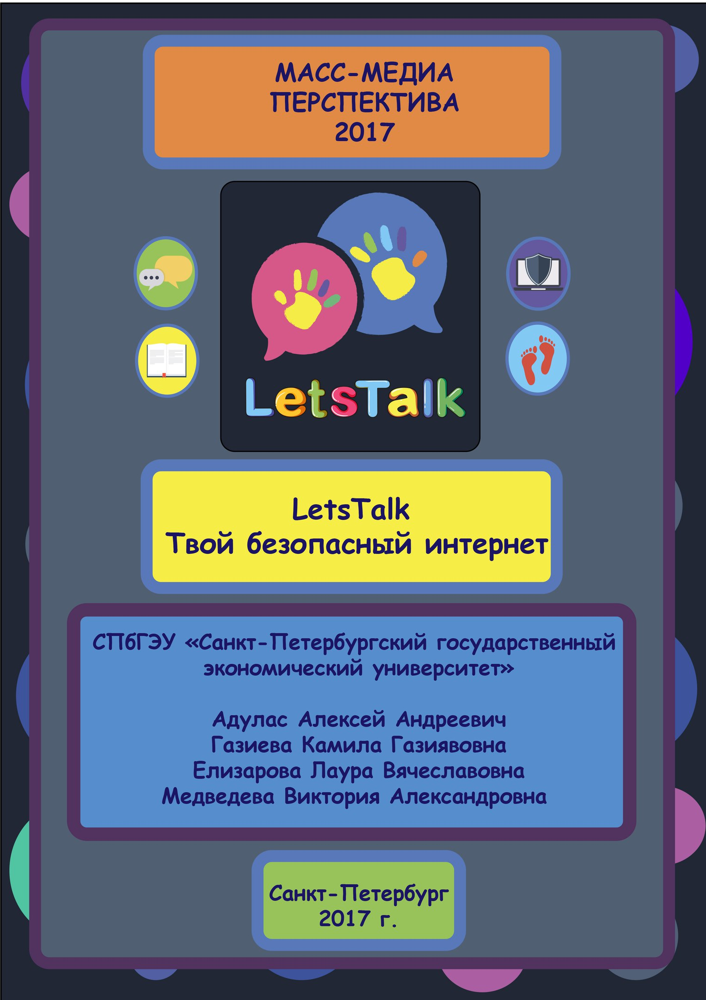 МАСС-МЕДИА
ПЕРСПЕКТИВА
2017
LetsTalk
LetsTalk
Твой безопасный интернет
СПбГЭУ «Санкт-Петербургский государственный
экономический университет»
Адулас Алексей Андреевич
Газиева Камила Газиявовна
Елизарова Лаура Вячеславовна
Медведева Виктория Александровна
Санкт-Петербург
2017 г.